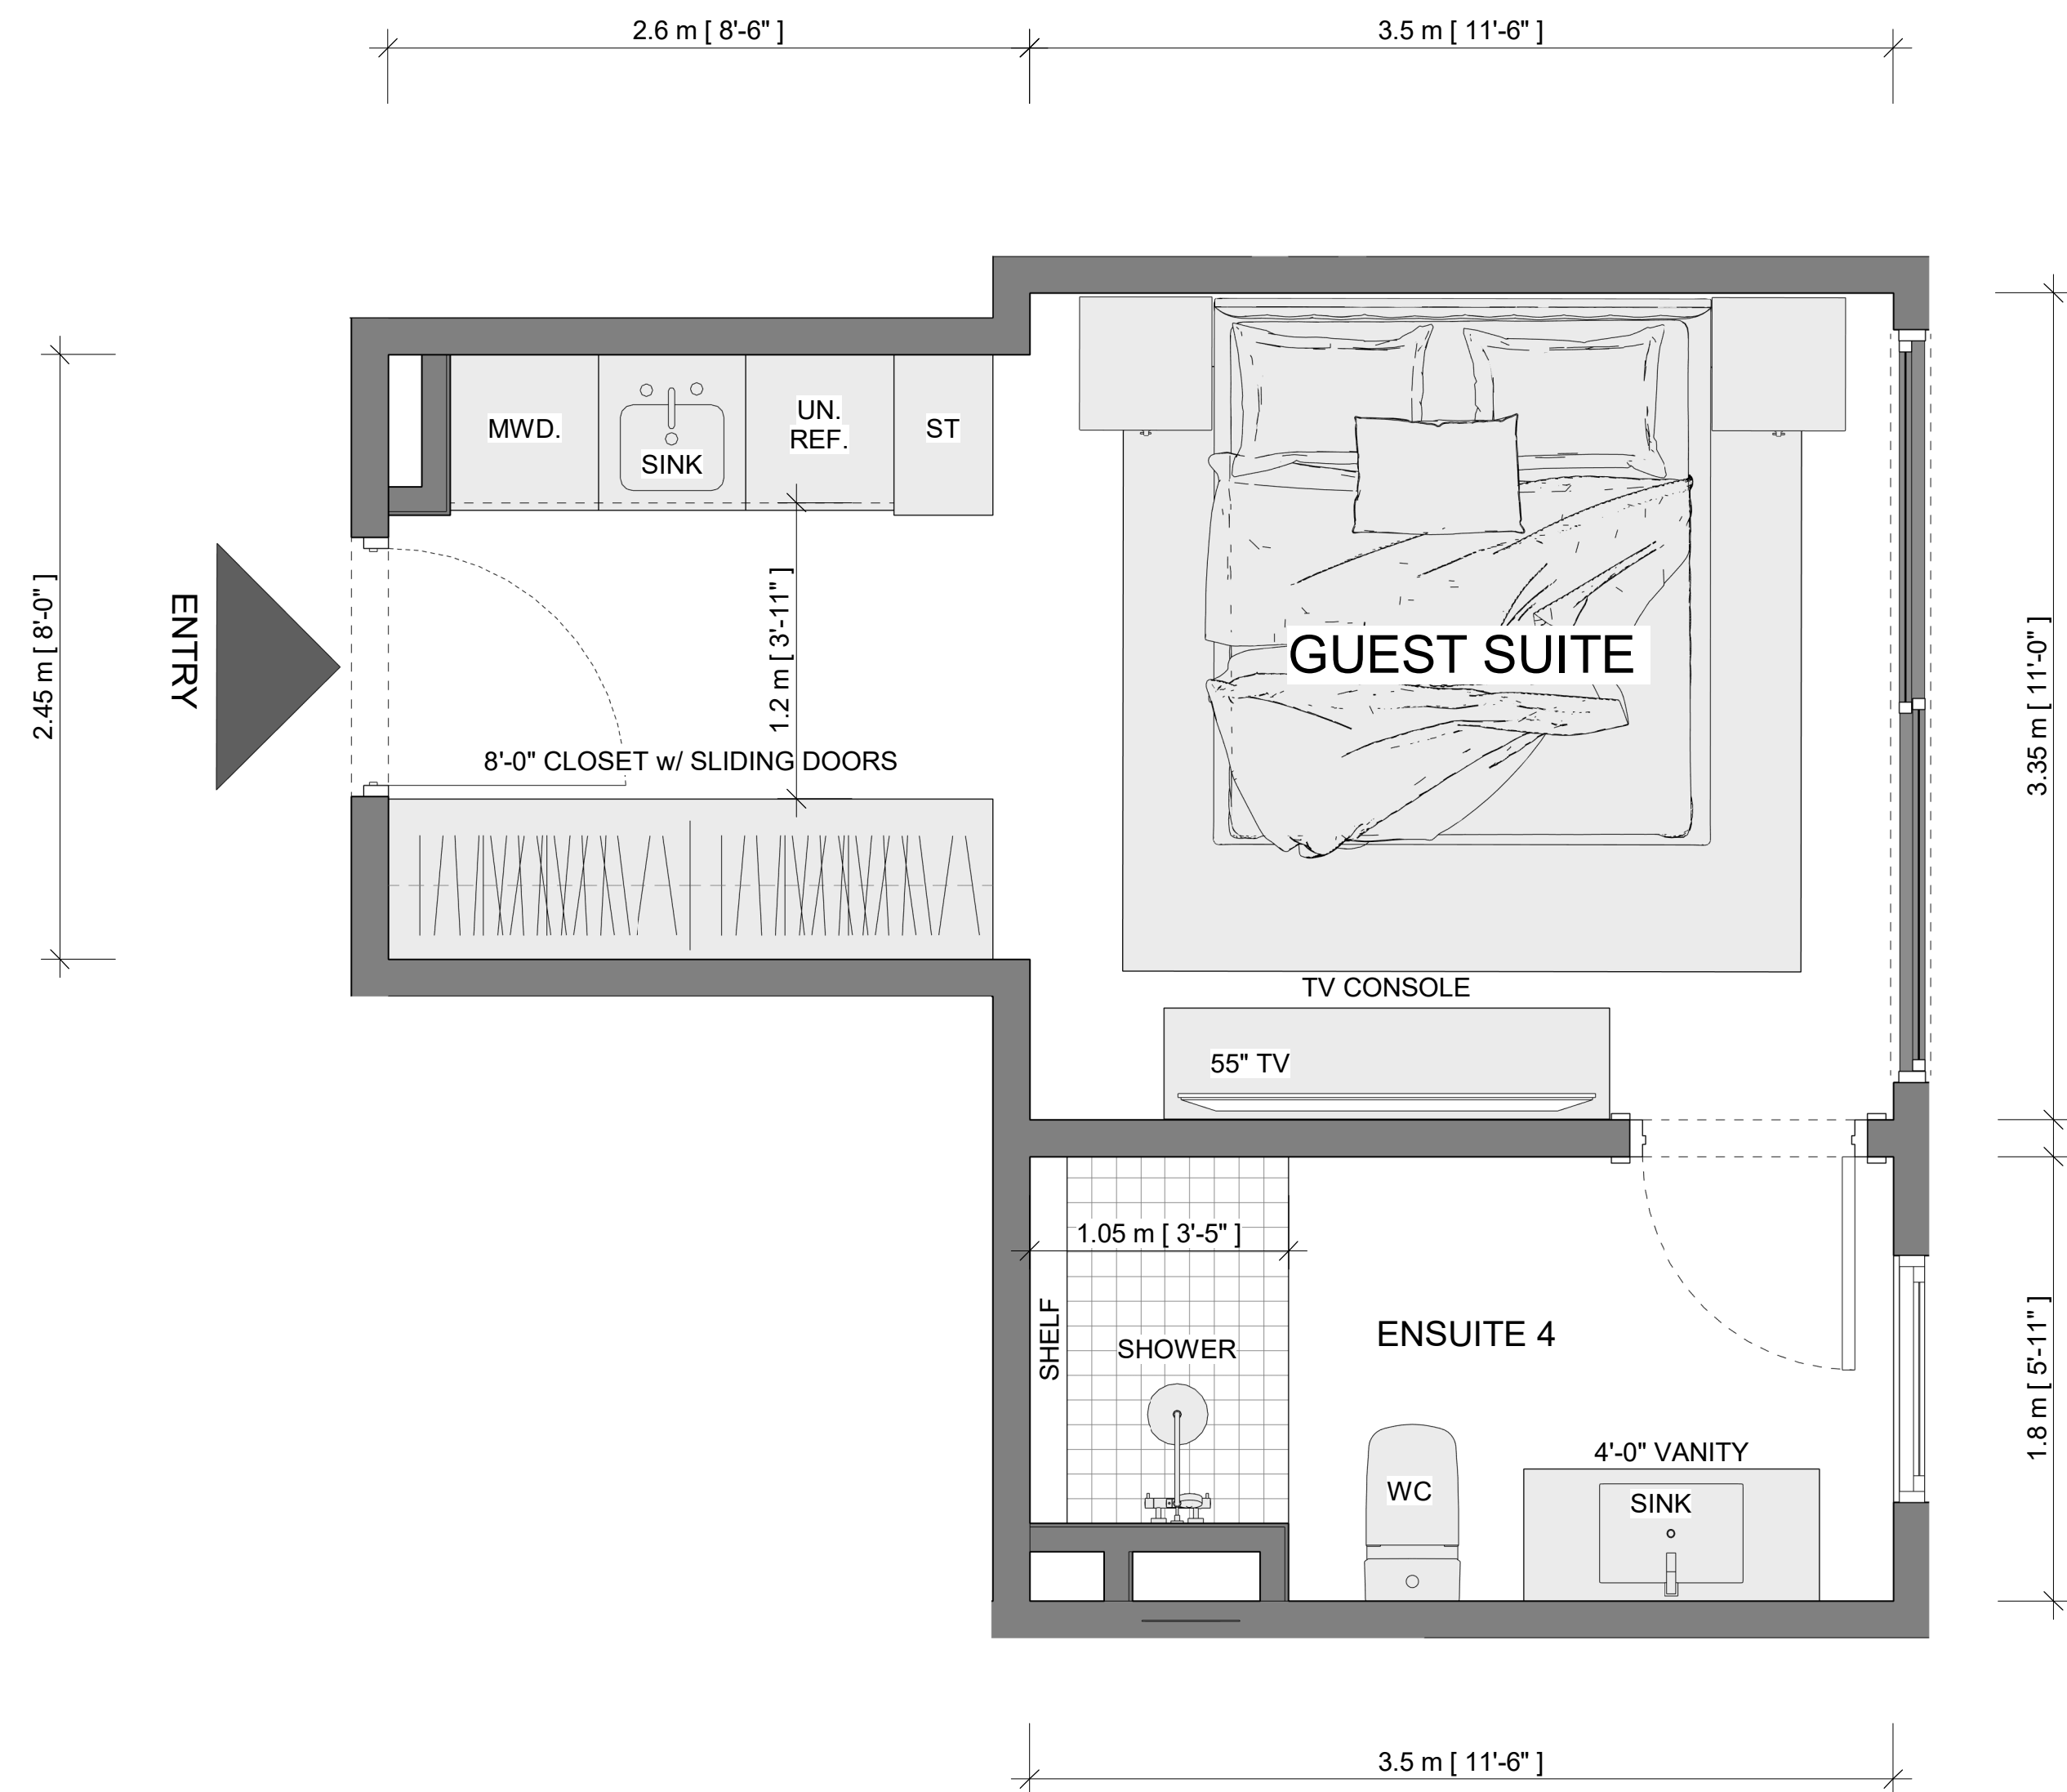 2.6 m [ 8'-6" ]
3.5 m [ 11'-6" ]
MWD.
SINK
UN.
REF.
ST
ENTRY
2.45 m [ 8'-0" ]
1.2 m [ 3'-11" ]
8'-0" CLOSET w/ SLIDING DOORS
GUEST SUITE
3.35 m [ 11'-0" ]
TV CONSOLE
55" TV
1.05 m [ 3'-5" ]
SHELF
SHOWER
ENSUITE 4
1.8 m [ 5'-11" ]
4'-0" VANITY
WC
SINK
3.5 m [ 11'-6" ]